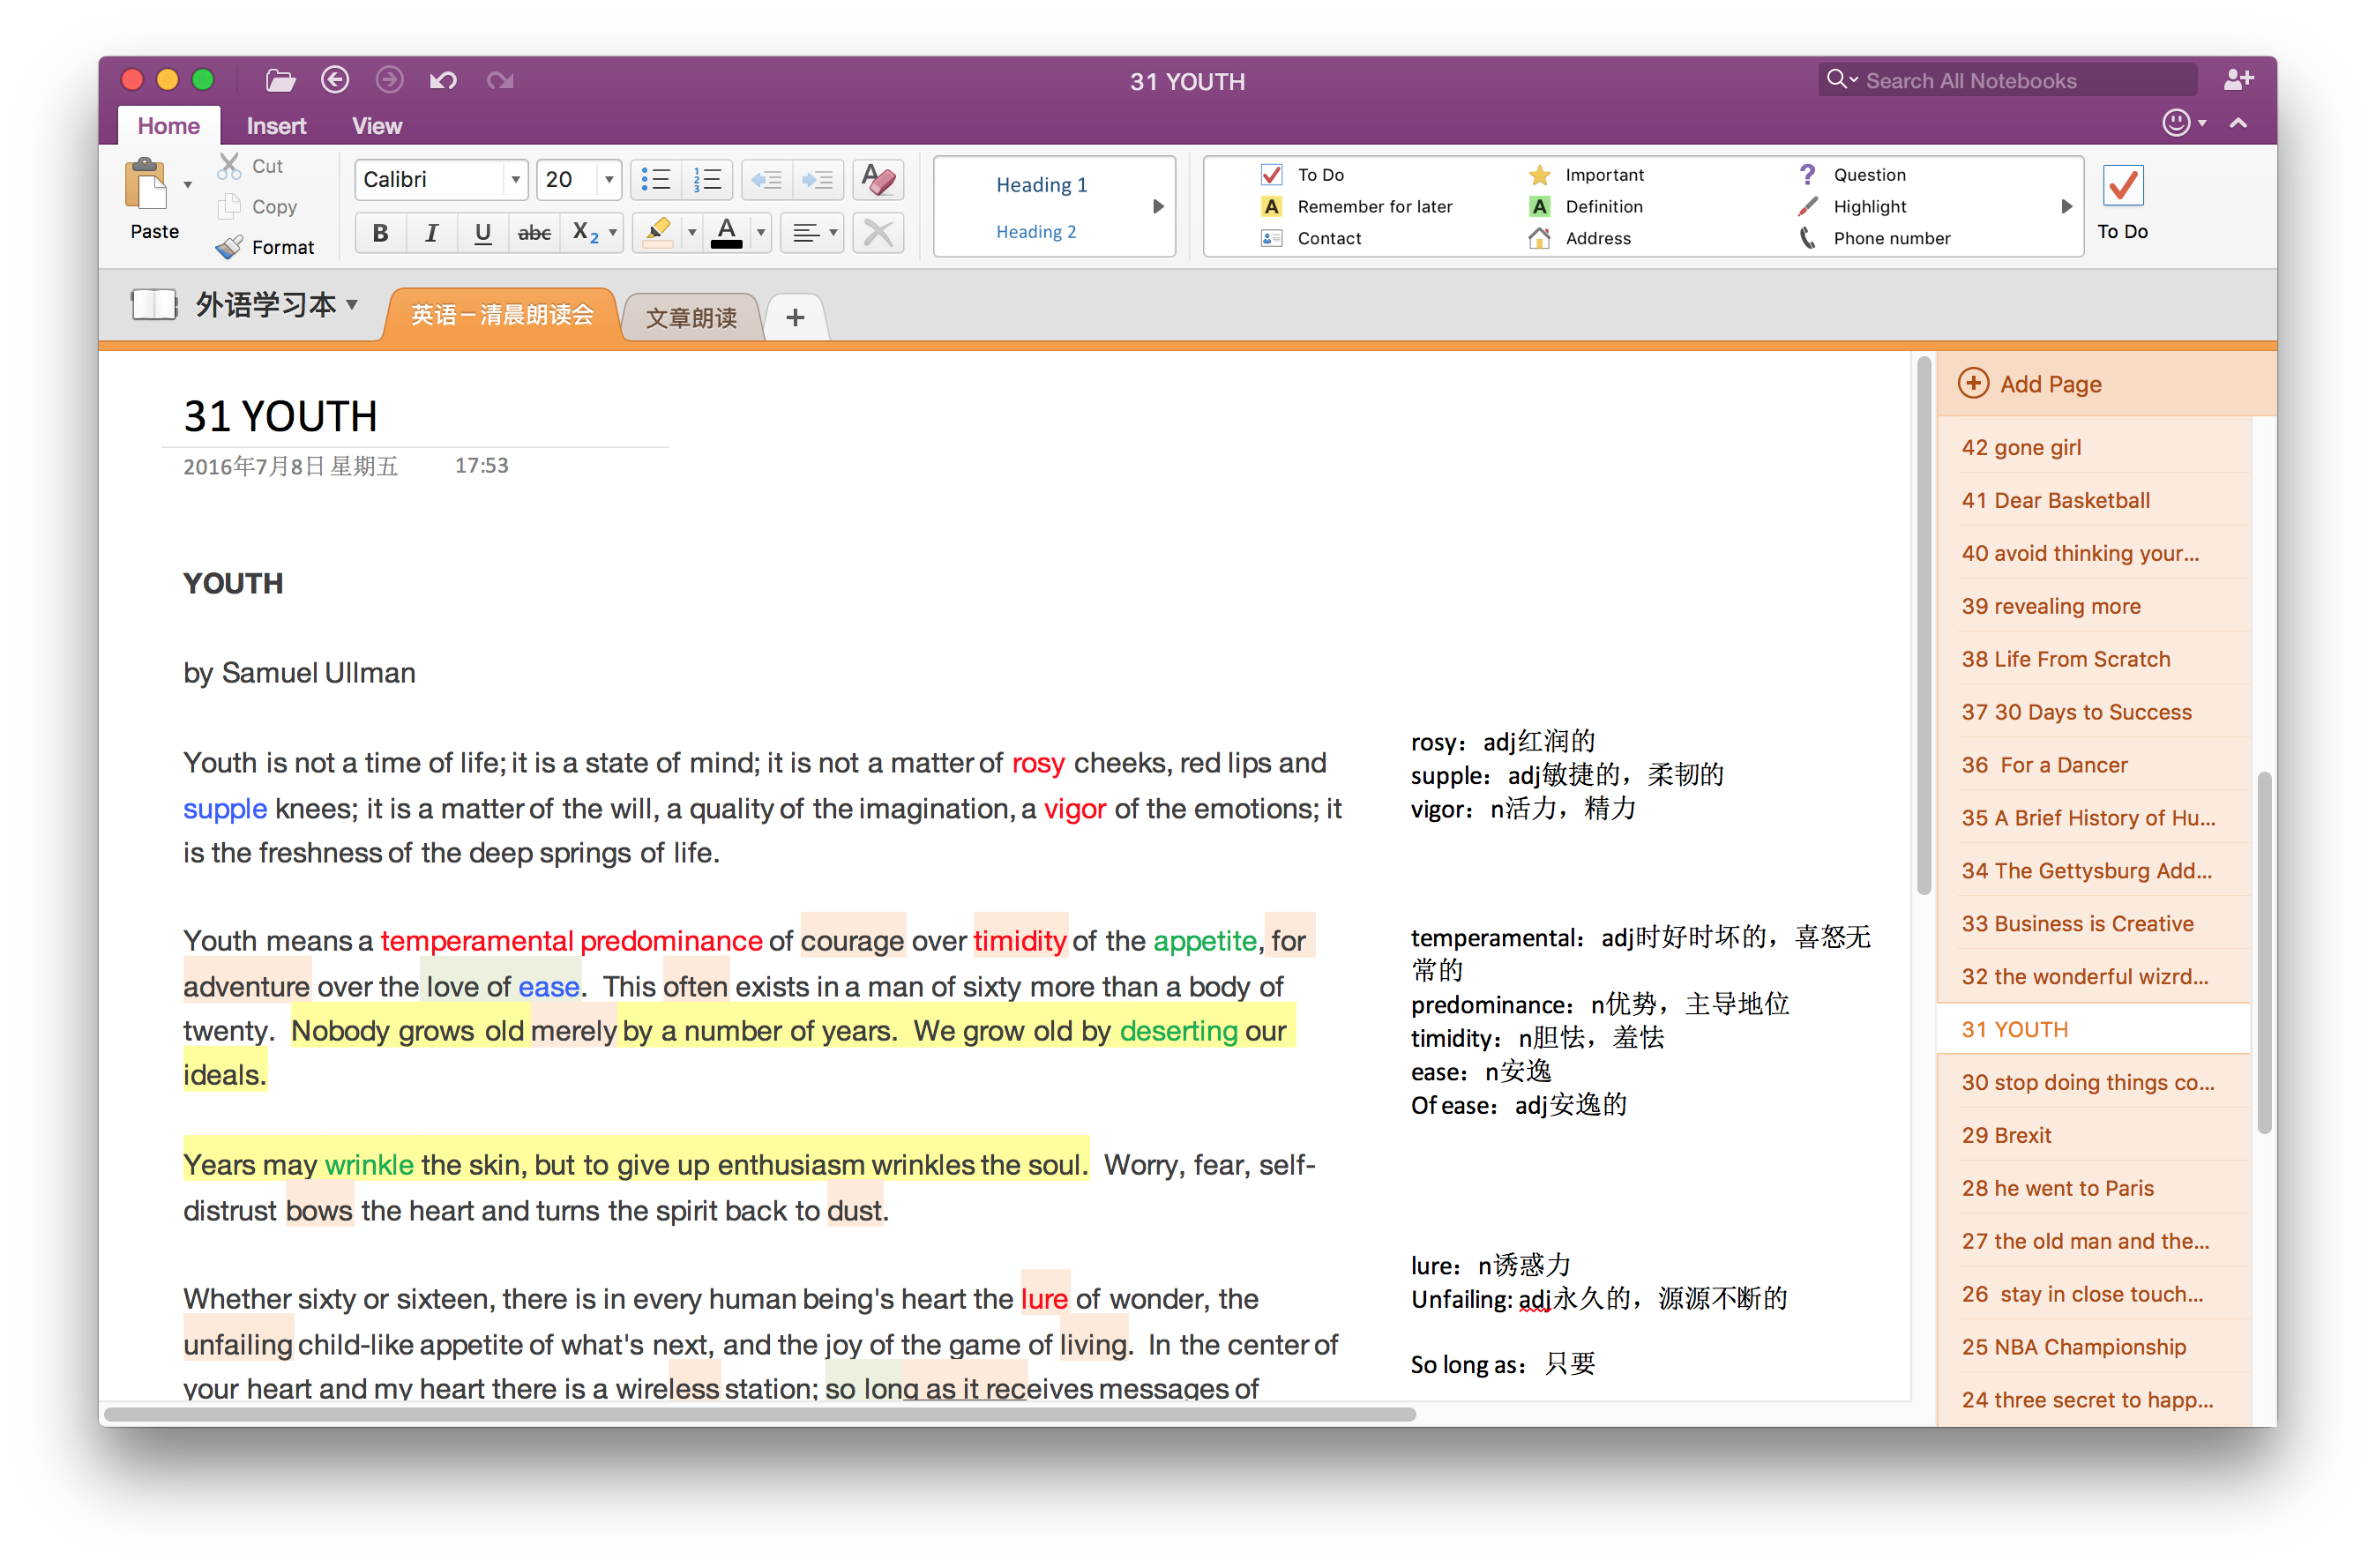 31 YOUTH
Search All Notebooks
Home
Insert
View
Paste
Cut
Copy
Format
Calibri
20
B I U abc X2
A
Heading 1
Heading 2
To Do
Important
Question
Remember for later
Definition
Highlight
Contact
Address
Phone number
To Do
外语学习本
英语－清晨朗读会
文章朗读
+
31 YOUTH
2016年7月8日 星期五 17:53
YOUTH
by Samuel Ullman
Youth is not a time of life; it is a state of mind; it is not a matter of rosy cheeks, red lips and
supple knees; it is a matter of the will, a quality of the imagination, a vigor of the emotions; it
is the freshness of the deep springs of life.
Youth means a temperamental predominance of courage over timidity of the appetite, for
adventure over the love of ease. This often exists in a man of sixty more than a body of
twenty. Nobody grows old merely by a number of years. We grow old by deserting our
ideals.
Years may wrinkle the skin, but to give up enthusiasm wrinkles the soul. Worry, fear, self-
distrust bows the heart and turns the spirit back to dust.
Whether sixty or sixteen, there is in every human being's heart the lure of wonder, the
unfailing child-like appetite of what's next, and the joy of the game of living. In the center of
your heart and my heart there is a wireless station; so long as it receives messages of
rosy：adj红润的
supple：adj敏捷的，柔韧的
vigor：n活力，精力
temperamental：adj时好时坏的，喜怒无
常的
predominance：n优势，主导地位
timidity：n胆怯，羞怯
ease：n安逸
Of ease：adj安逸的
lure：n诱惑力
Unfailing: adj永久的，源源不断的
So long as：只要
Add Page
42 gone girl
41 Dear Basketball
40 avoid thinking your...
39 revealing more
38 Life From Scratch
37 30 Days to Success
36 For a Dancer
35 A Brief History of Hu...
34 The Gettysburg Add...
33 Business is Creative
32 the wonderful wizrd...
31 YOUTH
30 stop doing things co...
29 Brexit
28 he went to Paris
27 the old man and the...
26 stay in close touch...
25 NBA Championship
24 three secret to happ...